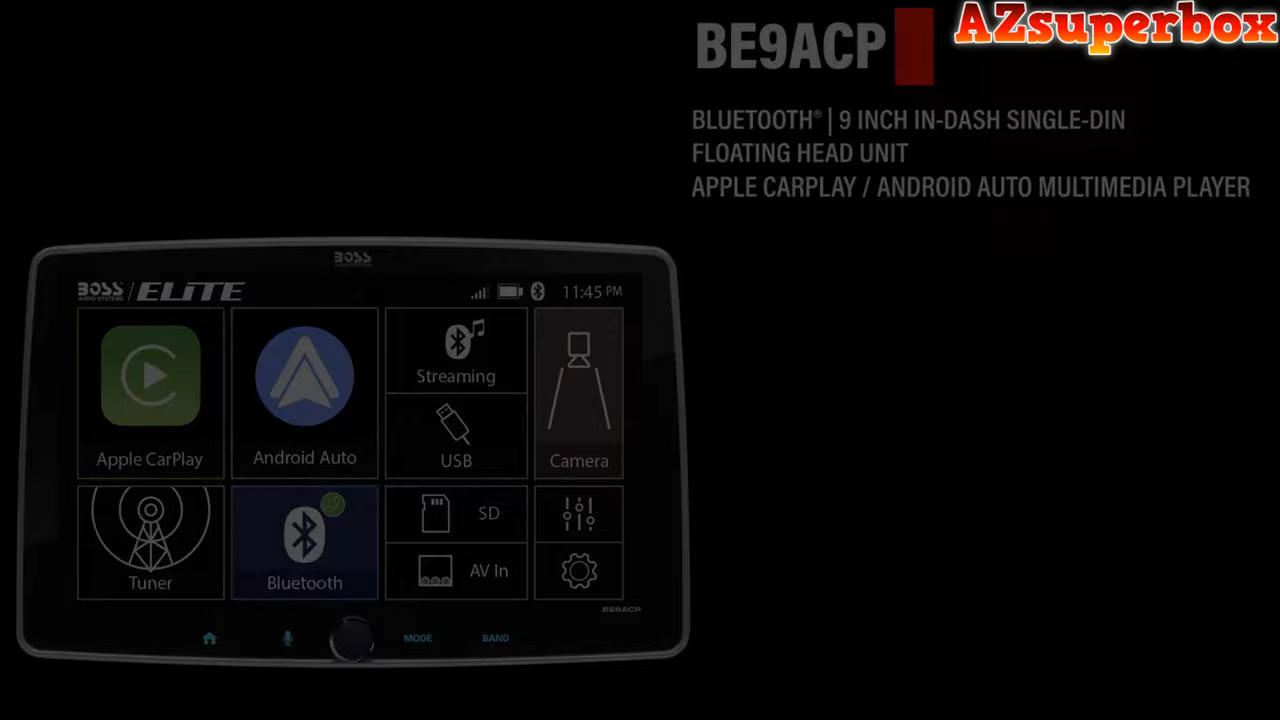 AZsuperbox
BE9ACP
BLUETOOTH® | 9 INCH IN-DASH SINGLE-DIN
FLOATING HEAD UNIT
APPLE CARPLAY / ANDROID AUTO MULTIMEDIA PLAYER
BOSS
BOSS AUDIO SYSTEMS / ELITE
11:45 PM
Apple CarPlay
Android Auto
Streaming
USB
Camera
Tuner
Bluetooth
SD
AV In
BE9ACP
MODE BAND